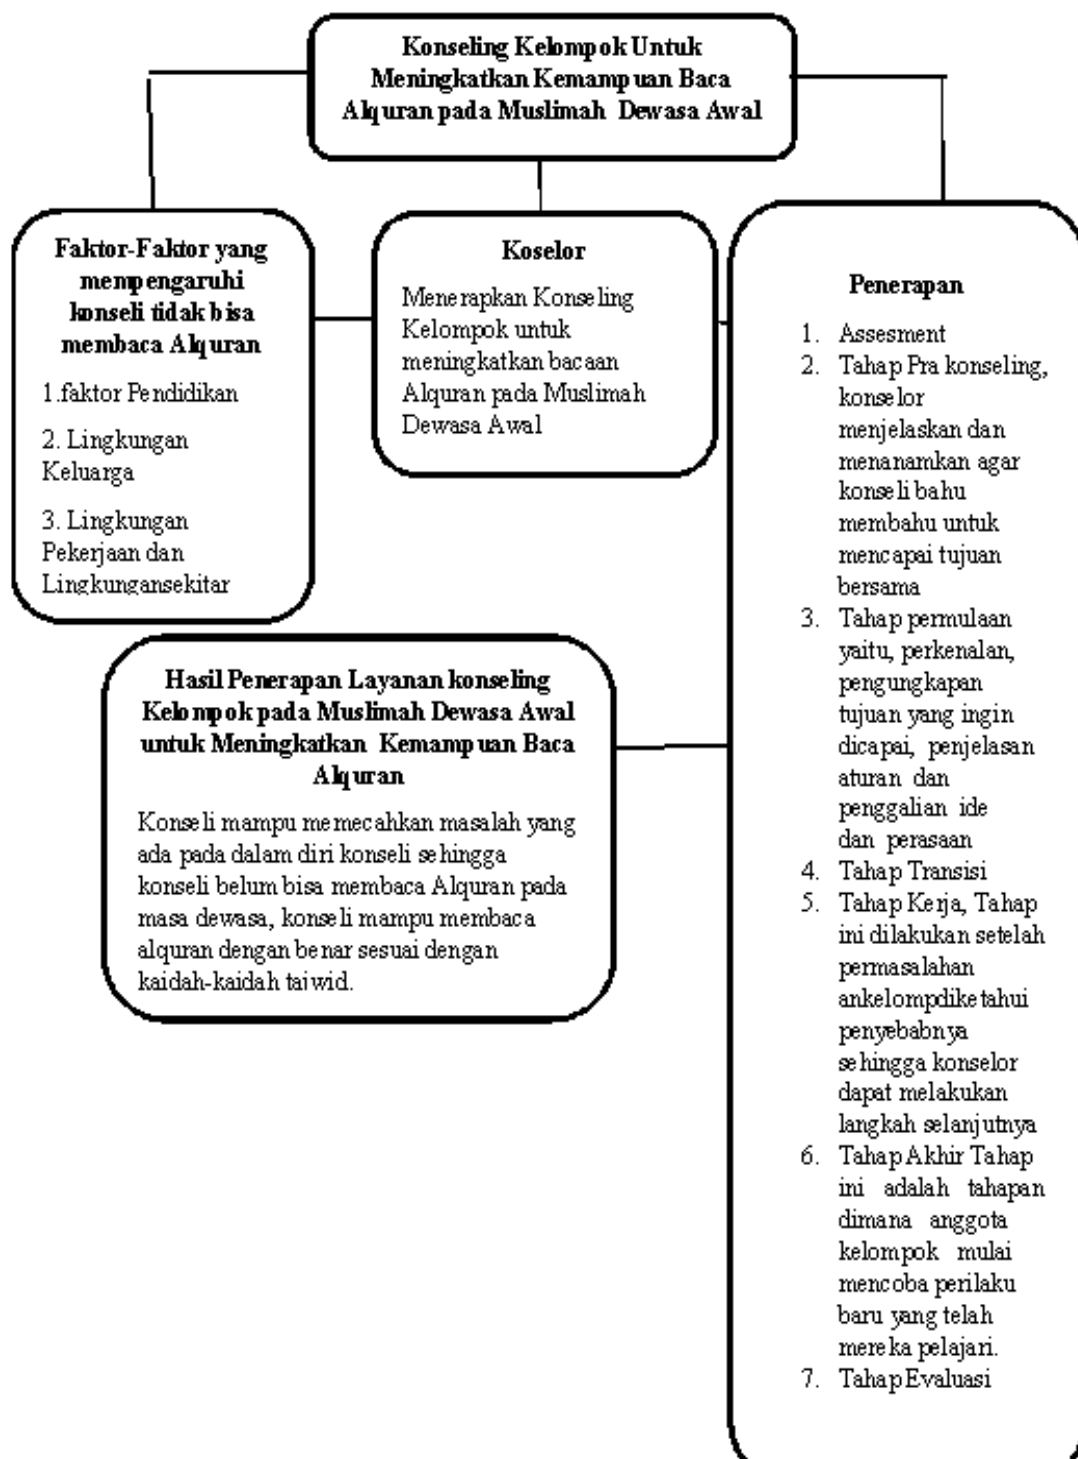 Konseling Kelompok Untuk
Meningkatkan Kemampuan Baca
Alquran pada Muslimah Dewasa Awal
Faktor-Faktor yang
mempengaruhi
konseli tidak bisa
membaca Alquran
1.faktor Pendidikan
2. Lingkungan
Keluarga
3. Lingkungan
Pekerjaan dan
Lingkungansekitar
Koselor
Menerapkan Konseling
Kelompok untuk
meningkatkan bacaan
Alquran pada Muslimah
Dewasa Awal
Penerapan
1. Assesment
2. Tahap Pra konseling,
konselor
menjelaskan dan
menanamkan agar
konseli bahu
membahu untuk
mencapai tujuan
bersama
3. Tahap permulaan
yaitu, perkenalan,
pengungkapan
tujuan yang ingin
dicapai, penjelasan
aturan dan
penggalian ide
dan perasaan
4. Tahap Transisi
5. Tahap Kerja, Tahap
ini dilakukan setelah
permasalahan
ankelompdiketahui
penyebabnya
sehingga konselor
dapat melakukan
langkah selanjutnya
6. Tahap Akhir Tahap
ini adalah tahapan
dimana anggota
kelompok mulai
mencoba perilaku
baru yang telah
mereka pelajari.
7. Tahap Evaluasi
Hasil Penerapan Layanan konseling
Kelompok pada Muslimah Dewasa Awal
untuk Meningkatkan Kemampuan Baca
Alquran
Konseli mampu memecahkan masalah yang
ada pada dalam diri konseli sehingga
konseli belum bisa membaca Alquran pada
masa dewasa, konseli mampu membaca
alquran dengan benar sesuai dengan
kaidah-kaidah tajwid.